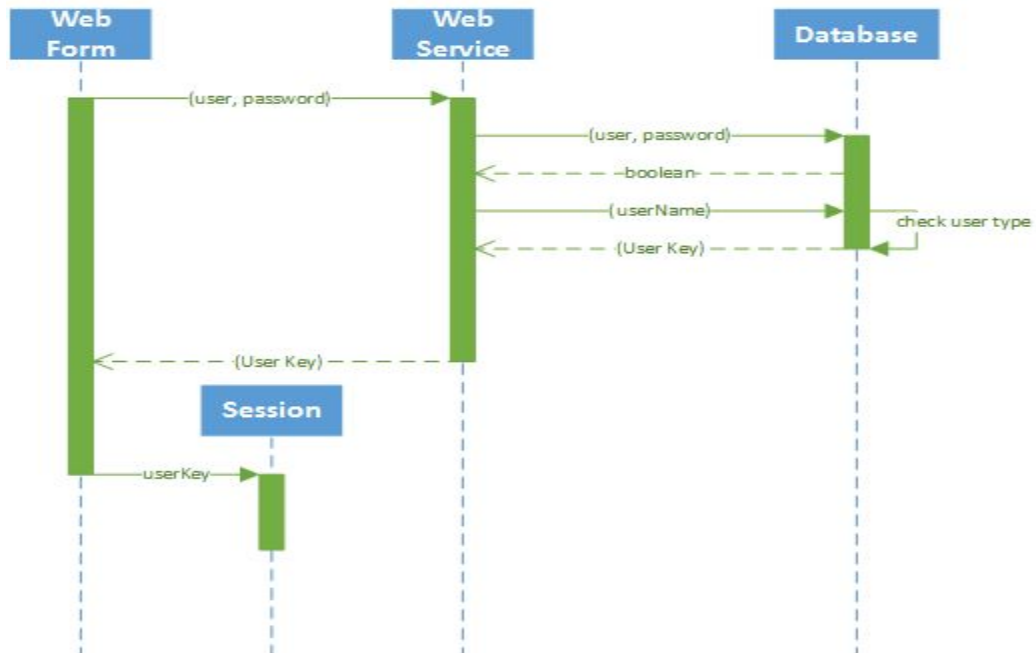 Web
Form
Web
Service
Database
(user, password)
(user, password)
boolean
(userName)
check user type
(User Key)
(User Key)
Session
userKey